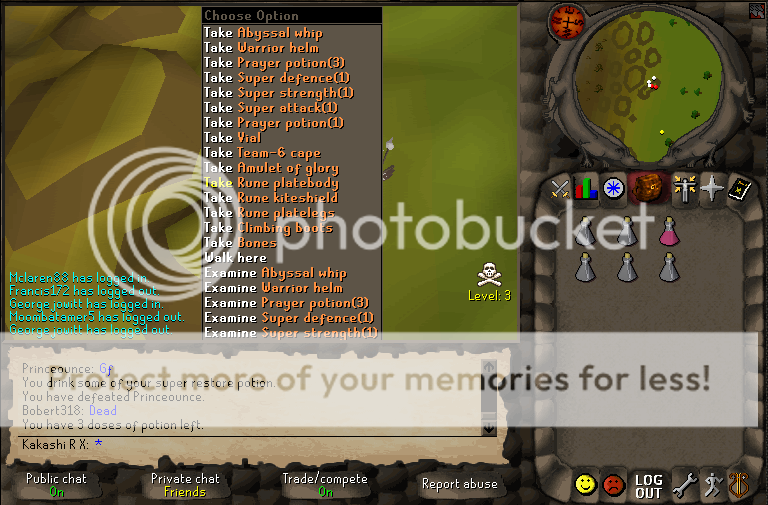 Choose Option
Take Abyssal whip
Take Warrior helm
Take Prayer potion(3)
Take Super defence(1)
Take Super strength(1)
Take Super attack(1)
Take Prayer potion(1)
Take Vial
Take Team-6 cape
Take Amulet of glory
Take Rune platebody
Take Rune kiteshield
Take Rune platelegs
Take Climbing boots
Take Bones
Walk here
Examine Abyssal whip
Examine Warrior helm
Examine Prayer potion(3)
Examine Super defence(1)
Examine Super strength(1)
photobucket
Mclaren88 has logged in.
Francis172 has logged out.
George jowitt has logged in.
Moombatamer5 has logged out.
George jowitt has logged out.
Level: 3
Protect more of your memories for less!
Princeounce: Gf
You drink some of your super restore potion.
You have defeated Princeounce.
Bobert318: Dead
You have 3 doses of potion left.
Kakashi R X: *
Public chat
On
Private chat
Friends
Trade/compete
On
Report abuse
LOG
OUT